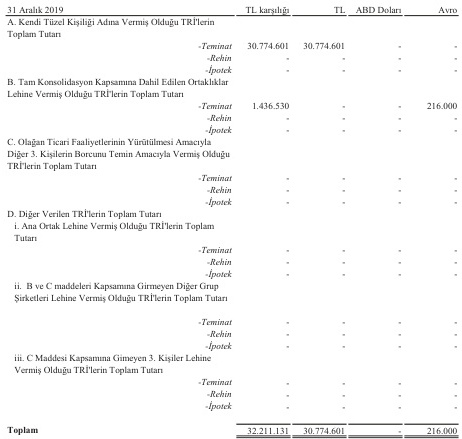 31 Aralık 2019 TL karşılığı TL ABD Doları Avro
A. Kendi Tüzel Kişiliği Adına Vermiş Olduğu TRİ'lerin
Toplam Tutarı
-Teminat 30.774.601 30.774.601 - -
-Rehin - - - -
-İpotek - - - -
B. Tam Konsolidasyon Kapsamına Dahil Edilen Ortaklıklar
Lehine Vermiş Olduğu TRİ'lerin Toplam Tutarı
-Teminat 1.436.530 - - 216.000
-Rehin - - - -
-İpotek - - - -
C. Olağan Ticari Faaliyetlerinin Yürütülmesi Amacıyla
Diğer 3. Kişilerin Borcunu Temin Amacıyla Vermiş Olduğu
TRİ'lerin Toplam Tutarı
-Teminat - - - -
-Rehin - - - -
-İpotek - - - -
D. Diğer Verilen TRİ'lerin Toplam Tutarı
i. Ana Ortak Lehine Vermiş Olduğu TRİ'lerin Toplam
Tutarı
-Teminat - - - -
-Rehin - - - -
-İpotek - - - -
ii. B ve C maddeleri Kapsamına Girmeyen Diğer Grup
Şirketleri Lehine Vermiş Olduğu TRİ'lerin Toplam Tutarı
-Teminat - - - -
-Rehin - - - -
-İpotek - - - -
iii. C Maddesi Kapsamına Gimeyen 3. Kişiler Lehine
Vermiş Olduğu TRİ'lerin Toplam Tutarı
-Teminat - - - -
-Rehin - - - -
-İpotek - - - -
Toplam 32.211.131 30.774.601 - 216.000